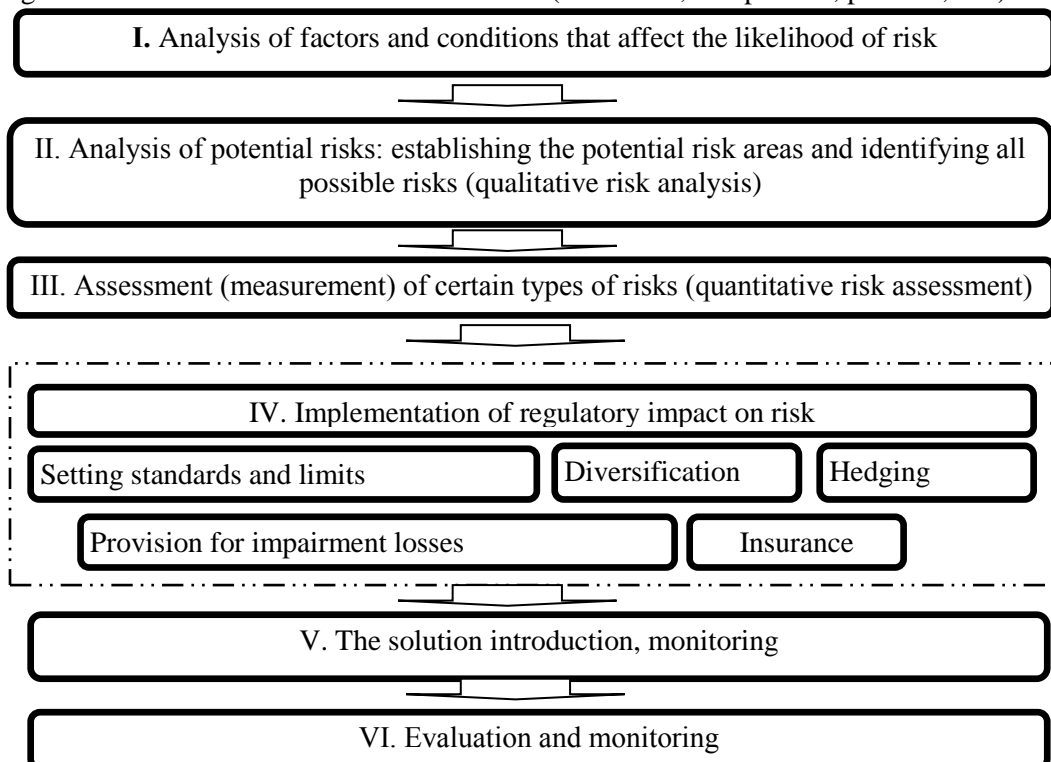 I. Analysis of factors and conditions that affect the likelihood of risk
II. Analysis of potential risks: establishing the potential risk areas and identifying all
possible risks (qualitative risk analysis)
III. Assessment (measurement) of certain types of risks (quantitative risk assessment)
IV. Implementation of regulatory impact on risk
Setting standards and limits
Diversification
Hedging
Provision for impairment losses
Insurance
V. The solution introduction, monitoring
VI. Evaluation and monitoring